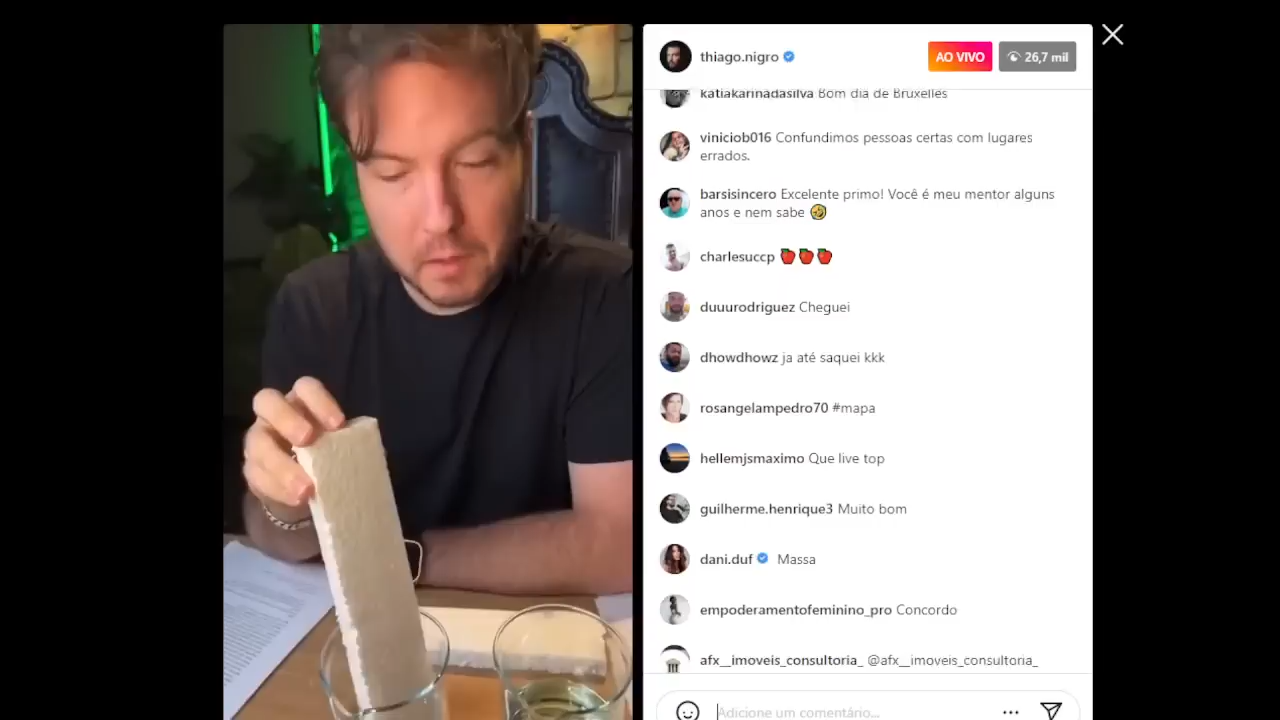 thiago.nigro
AO VIVO
26,7 mil
katiakarinadasilva Bom dia de Bruxelles
viniciob016 Confundimos pessoas certas com lugares
errados.
barsisincero Excelente primo! Você é meu mentor alguns
anos e nem sabe 🤣
charlesuccp 🍎🍎🍎
duuurodriguez Cheguei
dhowdhowz ja até saquei kkk
rosangelampedro70 #mapa
hellemjsmaximo Que live top
guilherme.henrique3 Muito bom
dani.duf Massa
empoderamentofeminino_pro Concordo
afx__imoveis_consultoria_ @afx__imoveis_consultoria_
Adicione um comentário...